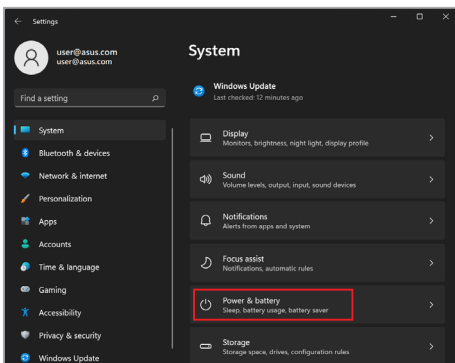 Settings
user@asus.com
user@asus.com
Find a setting
System
Bluetooth & devices
Network & internet
Personalization
Apps
Accounts
Time & language
Gaming
Accessibility
Privacy & security
Windows Update
System
Windows Update
Last checked: 12 minutes ago
Display
Monitors, brightness, night light, display profile
Sound
Volume levels, output, input, sound devices
Notifications
Alerts from apps and system
Focus assist
Notifications, automatic rules
Power & battery
Sleep, battery usage, battery saver
Storage
Storage space, drives, configuration rules